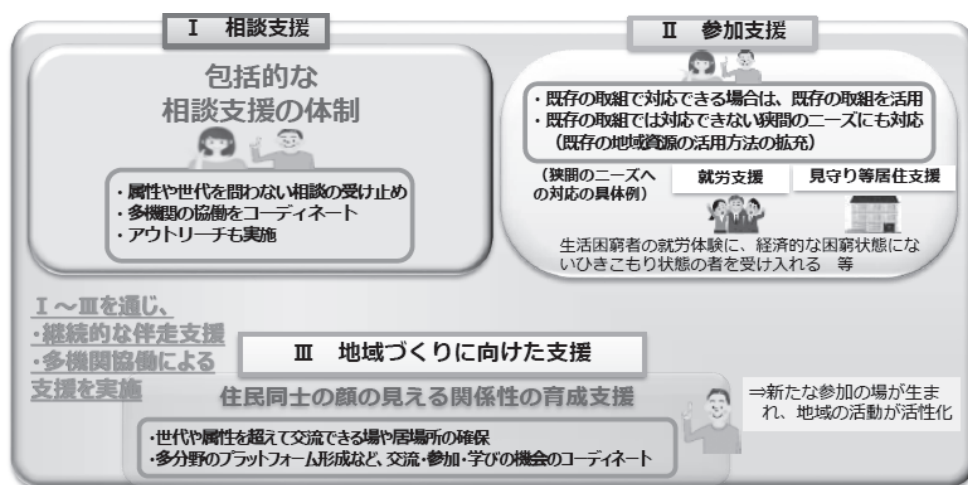 Ⅰ 相談支援
包括的な
相談支援の体制
・属性や世代を問わない相談の受け止め
・多機関の協働をコーディネート
・アウトリーチも実施
Ⅱ 参加支援
・既存の取組で対応できる場合は、既存の取組を活用
・既存の取組では対応できない狭間のニーズにも対応
（既存の地域資源の活用方法の拡充）
（狭間のニーズへ
の対応の具体例）
就労支援
見守り等居住支援
生活困窮者の就労体験に、経済的な困窮状態にな
いひきこもり状態の者を受け入れる 等
Ⅰ～Ⅲを通じ、
・継続的な伴走支援
・多機関協働による
支援を実施
Ⅲ 地域づくりに向けた支援
住民同士の顔の見える関係性の育成支援
・世代や属性を超えて交流できる場や居場所の確保
・多分野のプラットフォーム形成など、交流・参加・学びの機会のコーディネート
⇒新たな参加の場が生ま
れ、地域の活動が活性化